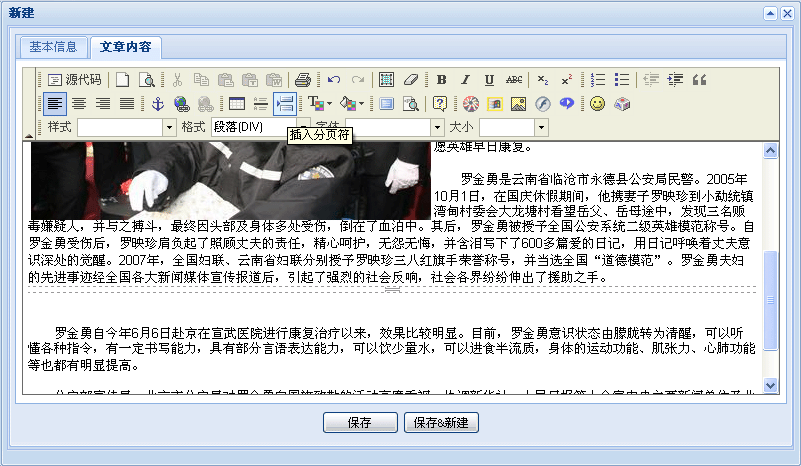 新建
基本信息
文章内容
源代码
B I U ABC X₂ X²
样式
格式
段落(DIV)
插入分页符
大小
愿英雄早日康复。
罗金勇是云南省临沧市永德县公安局民警。2005年
10月1日，在国庆休假期间，他携妻子罗映珍到小勐统镇
湾甸村委会大龙塘村看望岳父、岳母途中，发现三名贩
毒嫌疑人，并与之搏斗，最终因头部及身体多处受伤，倒在了血泊中。其后，罗金勇被授予全国公安系统二级英雄模范称号。自
罗金勇受伤后，罗映珍肩负起了照顾丈夫的责任，精心呵护，无怨无悔，并含泪写下了600多篇爱的日记，用日记呼唤着丈夫意
识深处的觉醒。2007年，全国妇联、云南省妇联分别授予罗映珍三八红旗手荣誉称号，并当选全国“道德模范”。罗金勇夫妇
的先进事迹经全国各大新闻媒体宣传报道后，引起了强烈的社会反响，社会各界纷纷伸出了援助之手。
罗金勇自今年6月6日赴京在宣武医院进行康复治疗以来，效果比较明显。目前，罗金勇意识状态由朦胧转为清醒，可以听
懂各种指令，有一定书写能力，具有部分言语表达能力，可以饮少量水，可以进食半流质，身体的运动功能、肌张力、心肺功能
等也都有明显提高。
保存
保存&新建